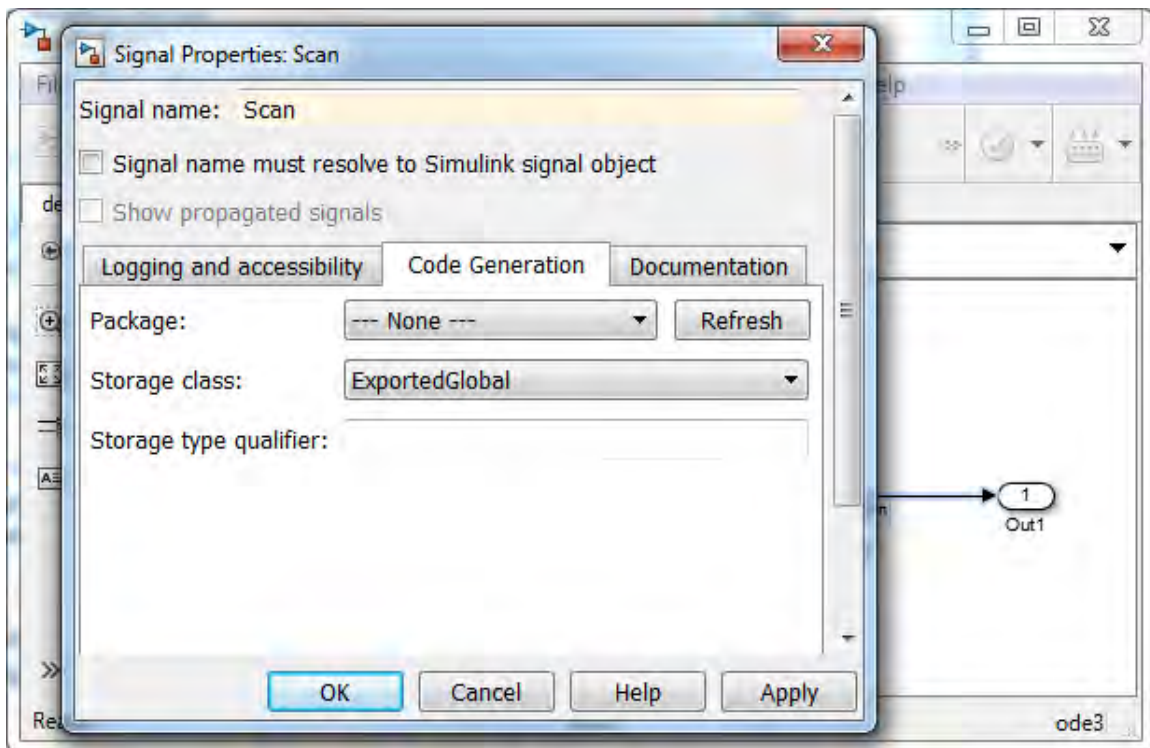 Signal Properties: Scan
elp
Signal name: Scan
Signal name must resolve to Simulink signal object
Show propagated signals
de
Logging and accessibility
Code Generation
Documentation
Package:
--- None ---
Refresh
Storage class:
ExportedGlobal
Storage type qualifier:
1
Out1
OK
Cancel
Help
Apply
ode3